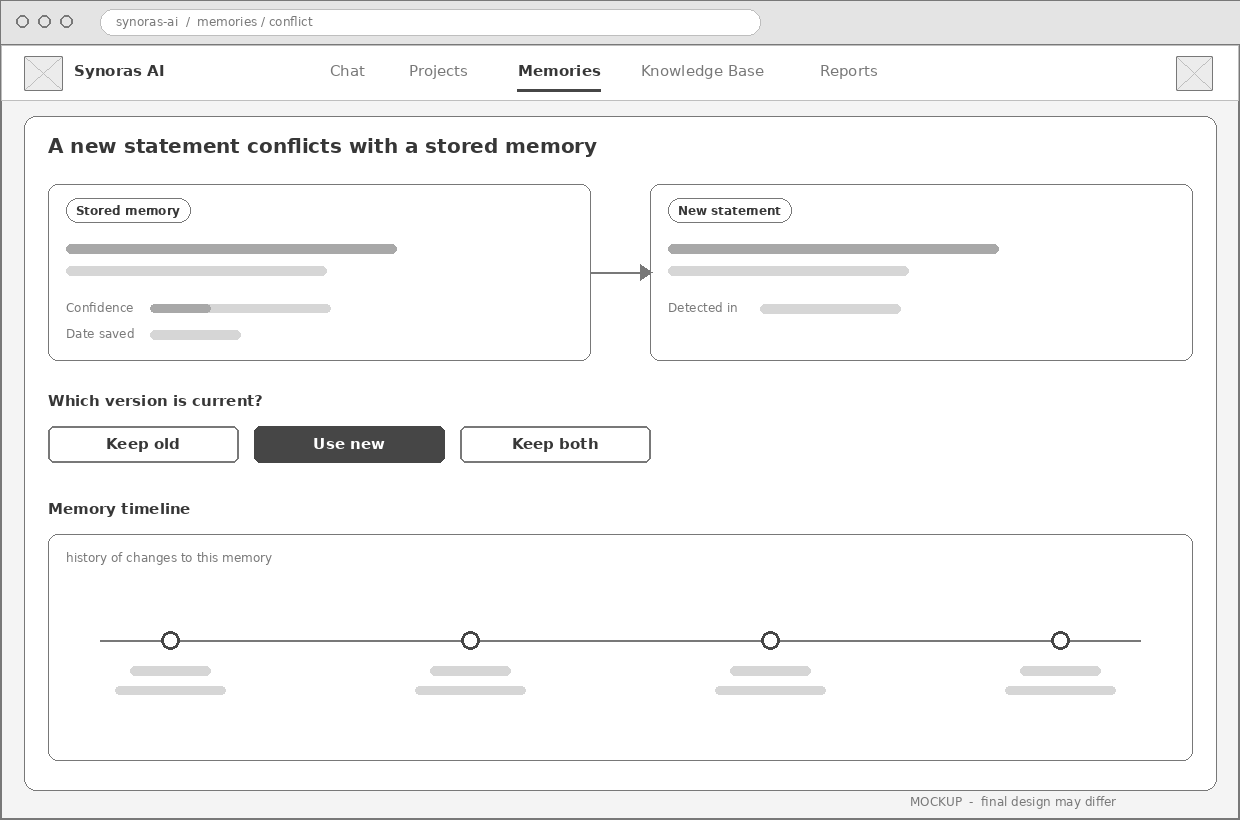 synoras-ai / memories / conflict
Synoras AI
Chat
Projects
Memories
Knowledge Base
Reports
A new statement conflicts with a stored memory
Stored memory
Confidence
Date saved
New statement
Detected in
Which version is current?
Keep old
Use new
Keep both
Memory timeline
history of changes to this memory
MOCKUP - final design may differ